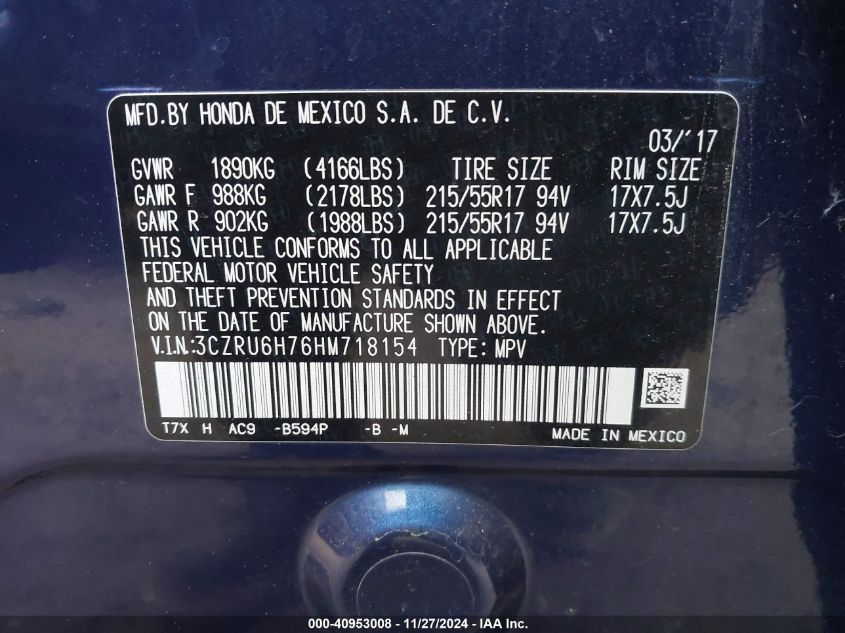 MFD.BY HONDA DE MEXICO S.A. DE C.V.
03/'17
GVWR 1890KG (4166LBS) TIRE SIZE RIM SIZE
GAWR F 988KG (2178LBS) 215/55R17 94V 17X7.5J
GAWR R 902KG (1988LBS) 215/55R17 94V 17X7.5J
THIS VEHICLE CONFORMS TO ALL APPLICABLE
FEDERAL MOTOR VEHICLE SAFETY
AND THEFT PREVENTION STANDARDS IN EFFECT
ON THE DATE OF MANUFACTURE SHOWN ABOVE.
V.I.N.:3CZRU6H76HM718154 TYPE: MPV
T7X H AC9 -B594P -B -M
MADE IN MEXICO
000-40953008 - 11/27/2024 - IAA Inc.